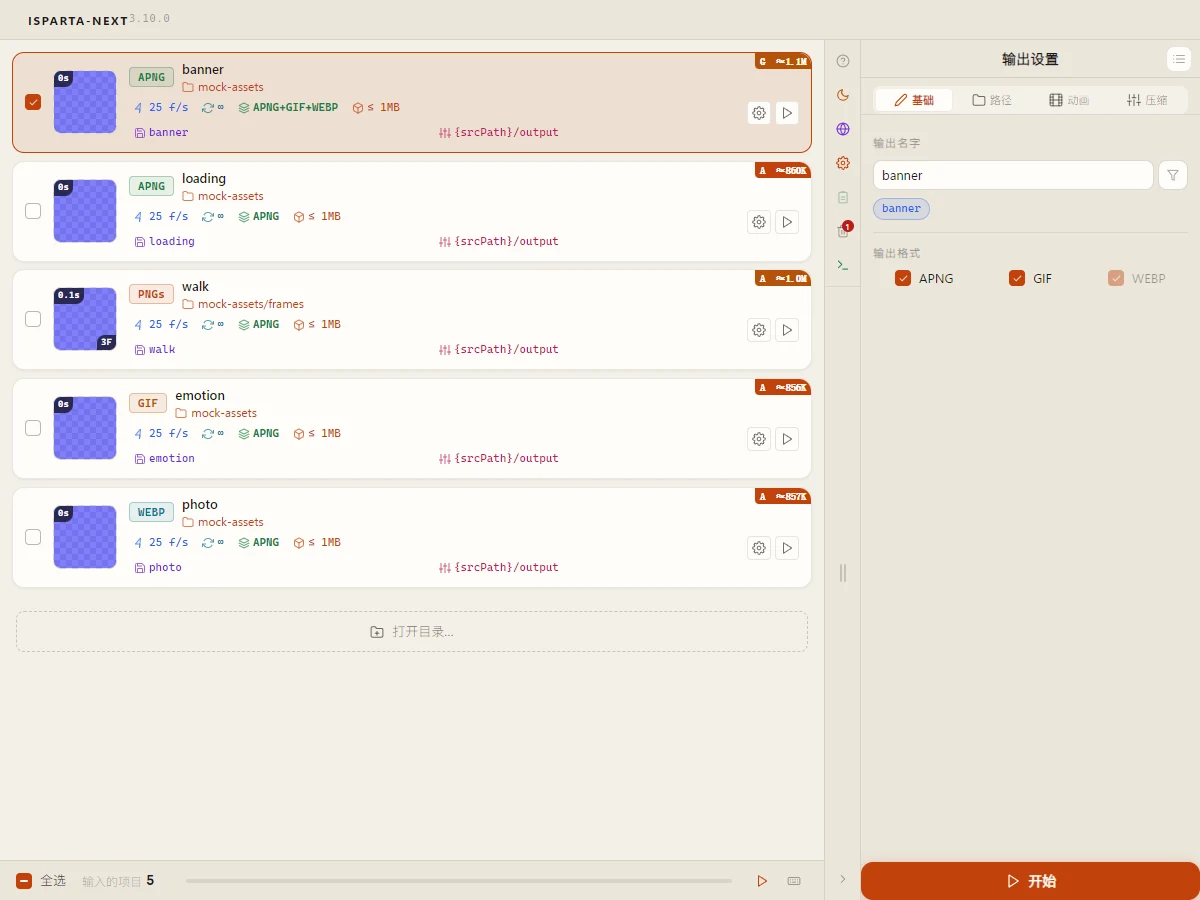 ISPARTA-NEXT 3.10.0
G ≈1.1M
0s
APNG banner
mock-assets
25 f/s ∞ APNG+GIF+WEBP ≤ 1MB
banner {srcPath}/output
A ≈860K
0s
APNG loading
mock-assets
25 f/s ∞ APNG ≤ 1MB
loading {srcPath}/output
A ≈1.0M
0.1s
PNGs walk
mock-assets/frames
25 f/s ∞ APNG ≤ 1MB
3F
walk {srcPath}/output
A ≈856K
0s
GIF emotion
mock-assets
25 f/s ∞ APNG ≤ 1MB
emotion {srcPath}/output
A ≈857K
0s
WEBP photo
mock-assets
25 f/s ∞ APNG ≤ 1MB
photo {srcPath}/output
打开目录...
全选 输入的项目 5
1
输出设置
基础 路径 动画 压缩
输出名字
banner
banner
输出格式
APNG GIF WEBP
开始